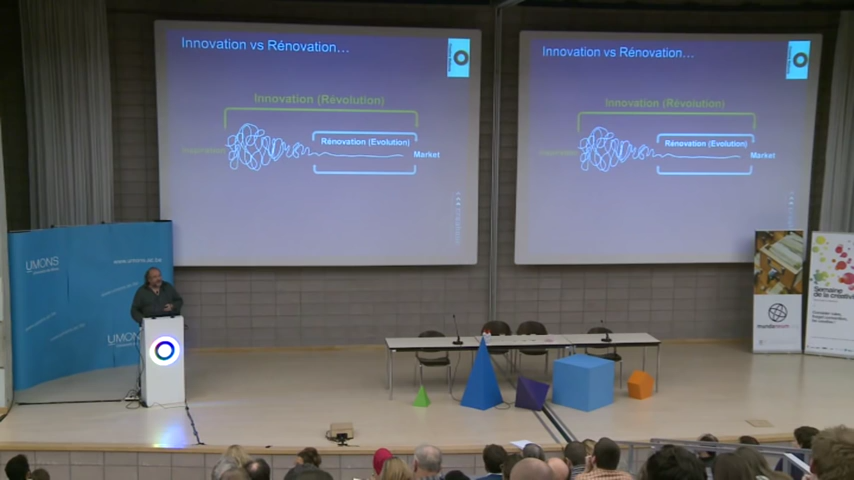 Innovation vs Rénovation…
Innovation (Révolution)
Rénovation (Evolution)
Market
Innovation vs Rénovation…
Innovation (Révolution)
Rénovation (Evolution)
Market
UMONS
www.umons.ac.be
UMONS
mundaneum
Semaine
de la créativité